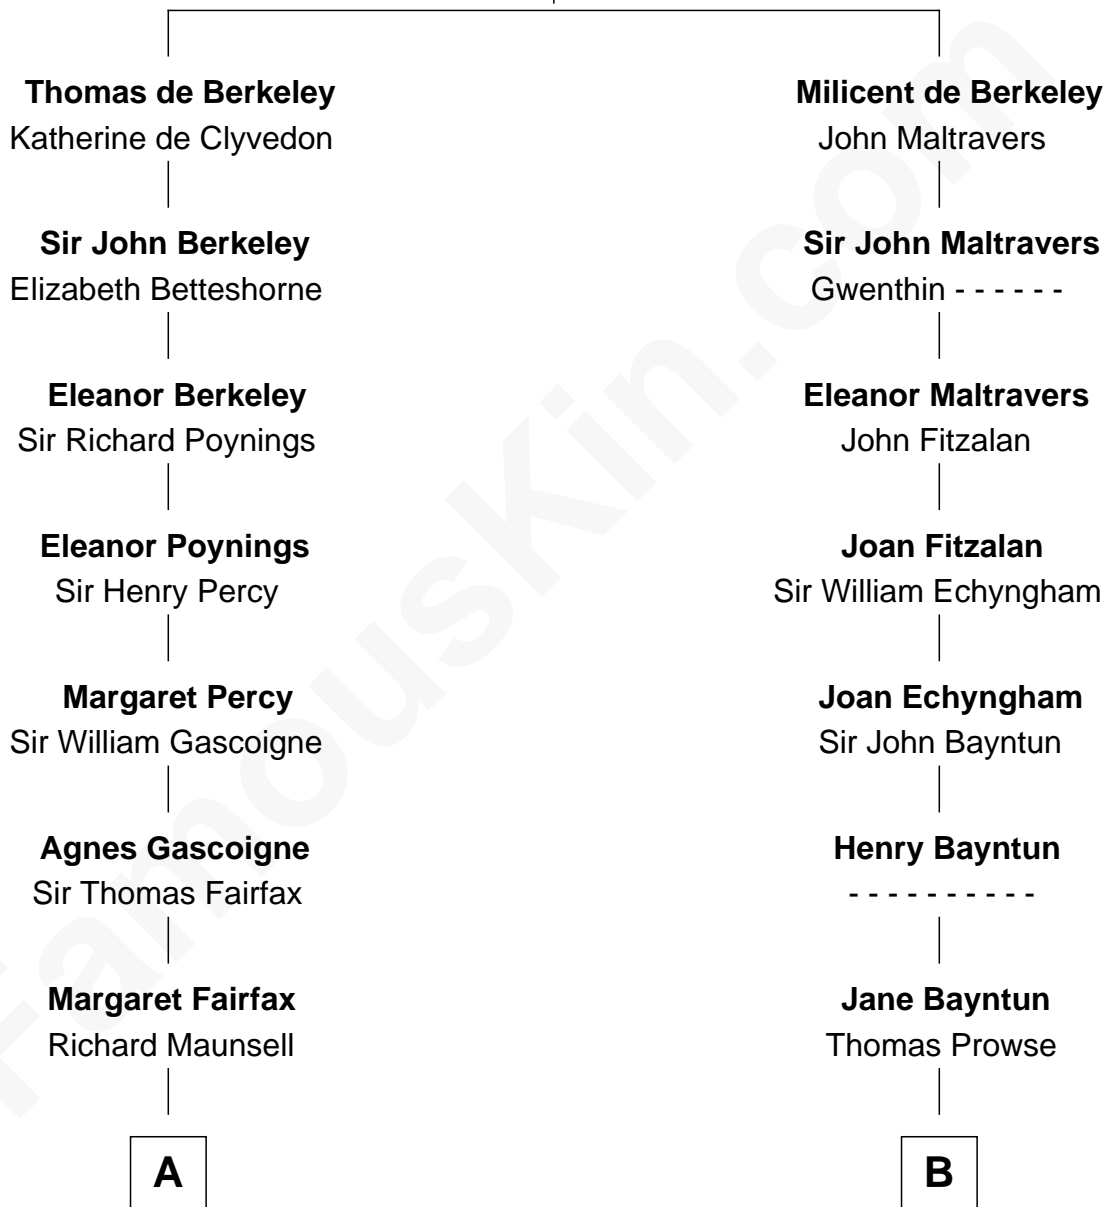 Thomas de Berkeley
Katherine de Clyvedon
Sir John Berkeley
Elizabeth Betteshorne
Eleanor Berkeley
Sir Richard Poynings
Eleanor Poynings
Sir Henry Percy
Margaret Percy
Sir William Gascoigne
Agnes Gascoigne
Sir Thomas Fairfax
Margaret Fairfax
Richard Maunsell
A
Milicent de Berkeley
John Maltravers
Sir John Maltravers
Gwenthin - - - - - -
Eleanor Maltravers
John Fitzalan
Joan Fitzalan
Sir William Echyngham
Joan Echyngham
Sir John Bayntun
Henry Bayntun
- - - - - - - - - -
Jane Bayntun
Thomas Prowse
B
FamousKin.com